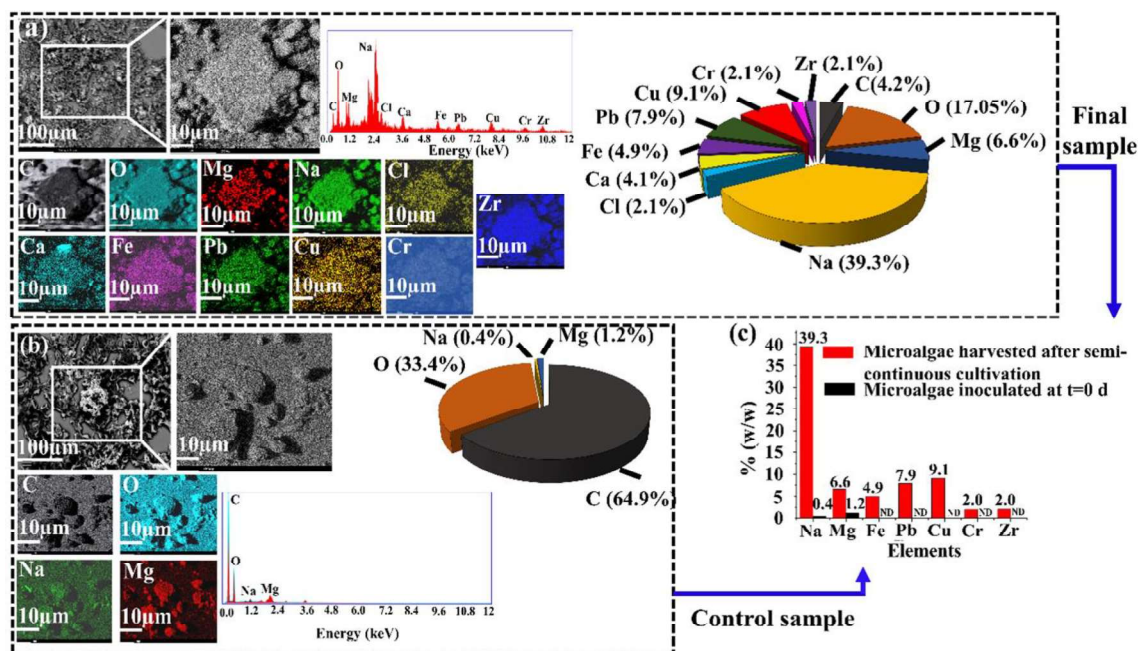 (a)
100µm
10µm
Na
O
C
Mg
Cl
Ca
Fe
Pb
Cu
Cr
Zr
0.0 1.2 2.4 3.6 4.8 6.0 7.2 8.4 9.6 10.8 12
Energy (keV)
C
10µm
O
10µm
Mg
10µm
Na
10µm
Cl
10µm
Zr
10µm
Ca
10µm
Fe
10µm
Pb
10µm
Cu
10µm
Cr
10µm
Zr (2.1%)
Cr (2.1%)
C(4.2%)
Cu (9.1%)
O (17.05%)
Pb (7.9%)
Mg (6.6%)
Fe (4.9%)
Ca (4.1%)
Cl (2.1%)
Na (39.3%)
Final
sample
(b)
100µm
10µm
Na (0.4%)
Mg (1.2%)
O (33.4%)
C (64.9%)
C
10µm
O
10µm
Na
10µm
Mg
10µm
C
O
Na
Mg
0.0 1.2 2.4 3.6 4.8 6.0 7.2 8.4 9.6 10.8 12
Energy (keV)
(c)
Microalgae harvested after semi-
continuous cultivation
Microalgae inoculated at t=0 d
% (w/w)
40
35
30
25
20
15
10
5
0
39.3
0.4
6.6
1.2
4.9
ND
7.9
ND
9.1
ND
2.0
ND
2.0
ND
Na Mg Fe Pb Cu Cr Zr
Elements
Control sample